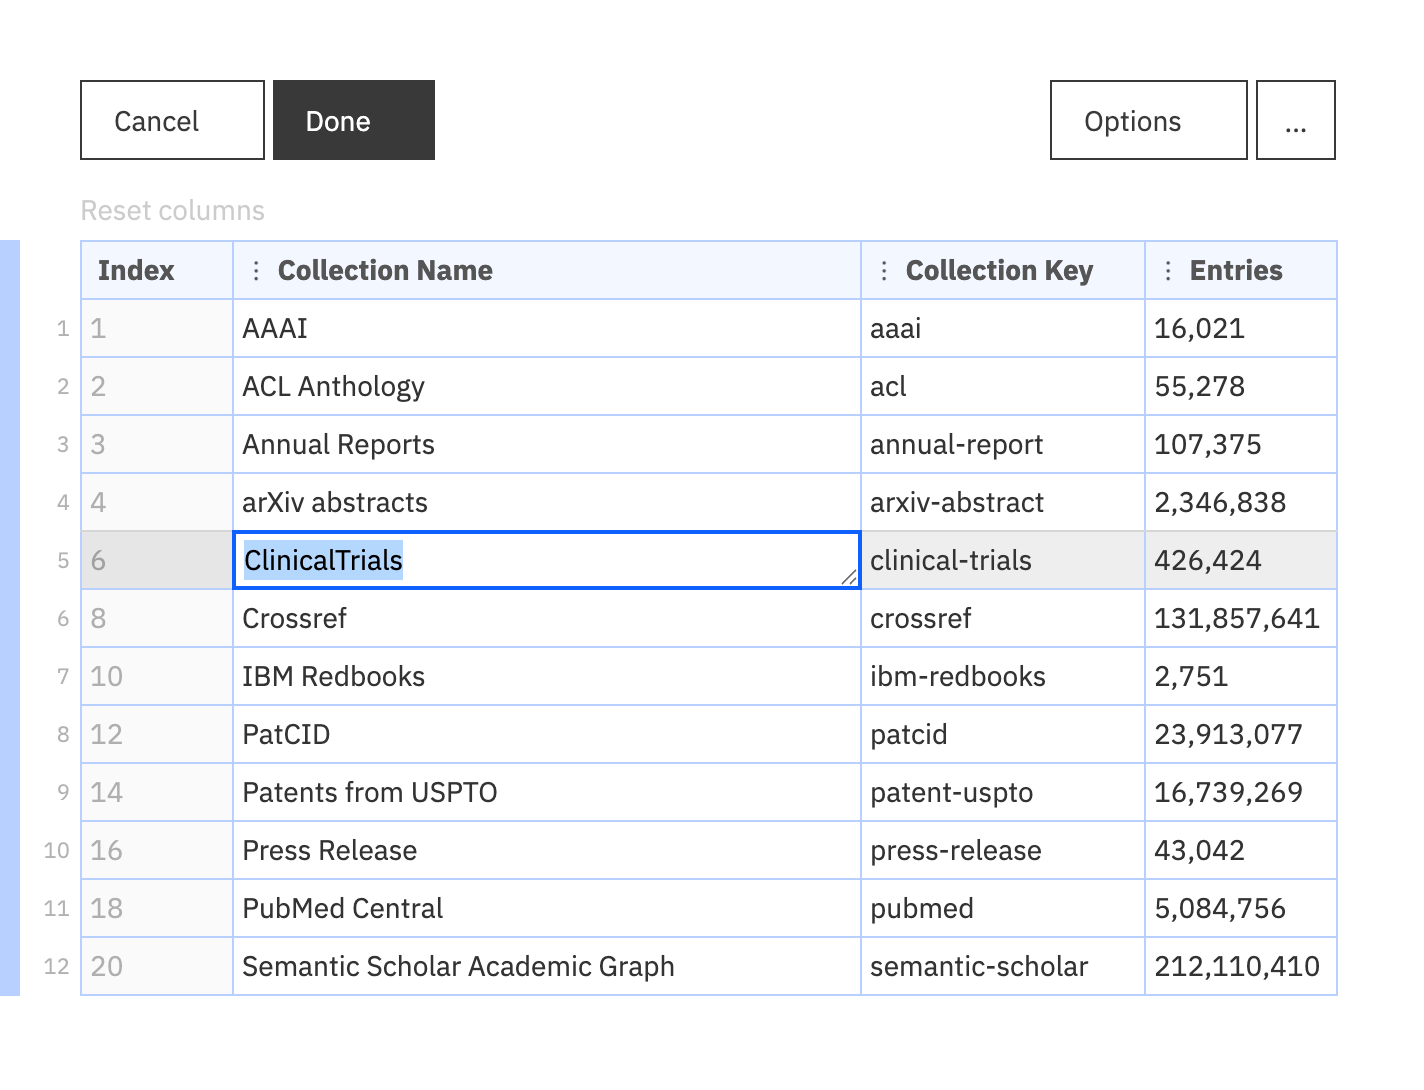 Cancel Done Options ...
Reset columns
Index Collection Name Collection Key Entries
1 1 AAAI aaai 16,021
2 2 ACL Anthology acl 55,278
3 3 Annual Reports annual-report 107,375
4 4 arXiv abstracts arxiv-abstract 2,346,838
5 6 ClinicalTrials clinical-trials 426,424
6 8 Crossref crossref 131,857,641
7 10 IBM Redbooks ibm-redbooks 2,751
8 12 PatCID patcid 23,913,077
9 14 Patents from USPTO patent-uspto 16,739,269
10 16 Press Release press-release 43,042
11 18 PubMed Central pubmed 5,084,756
12 20 Semantic Scholar Academic Graph semantic-scholar 212,110,410